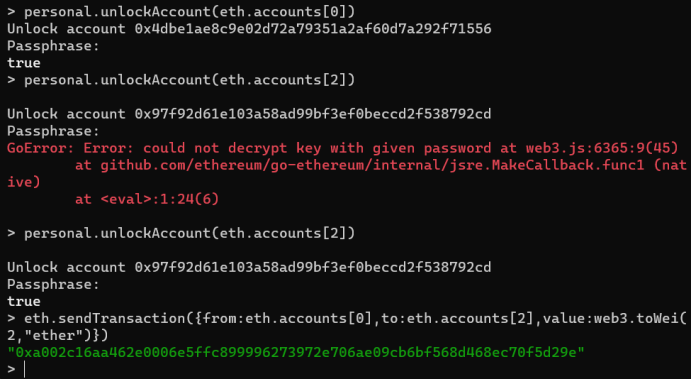 > personal.unlockAccount(eth.accounts[0])
Unlock account 0x4dbe1ae8c9e02d72a79351a2af60d7a292f71556
Passphrase:
true
> personal.unlockAccount(eth.accounts[2])
Unlock account 0x97f92d61e103a58ad99bf3ef0beccd2f538792cd
Passphrase:
GoError: Error: could not decrypt key with given password at web3.js:6365:9(45)
at github.com/ethereum/go-ethereum/internal/jsre.MakeCallback.func1 (nat
ive)
at <eval>:1:24(6)
> personal.unlockAccount(eth.accounts[2])
Unlock account 0x97f92d61e103a58ad99bf3ef0beccd2f538792cd
Passphrase:
true
> eth.sendTransaction({from:eth.accounts[0],to:eth.accounts[2],value:web3.toWei(
2,"ether")})
"0xa002c16aa462e0006e5ffc899996273972e706ae09cb6bf568d468ec70f5d29e"
>